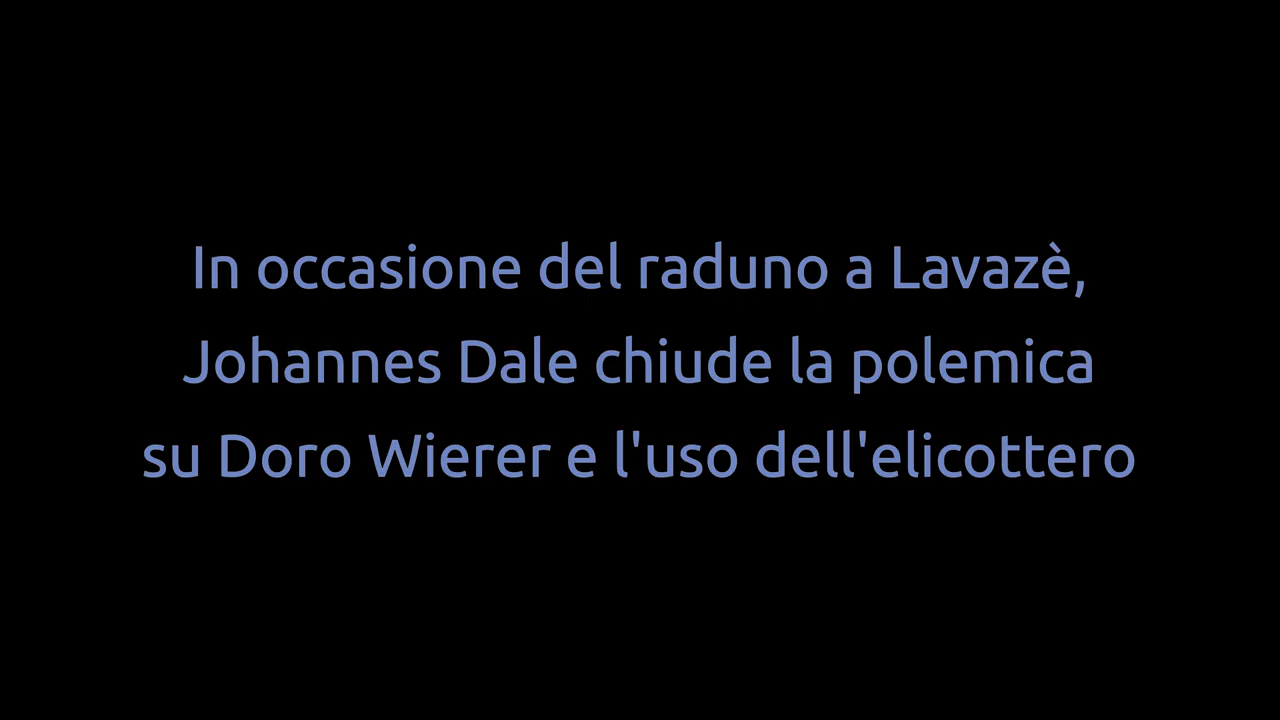 In occasione del raduno a Lavazè,
Johannes Dale chiude la polemica
su Doro Wierer e l'uso dell'elicottero